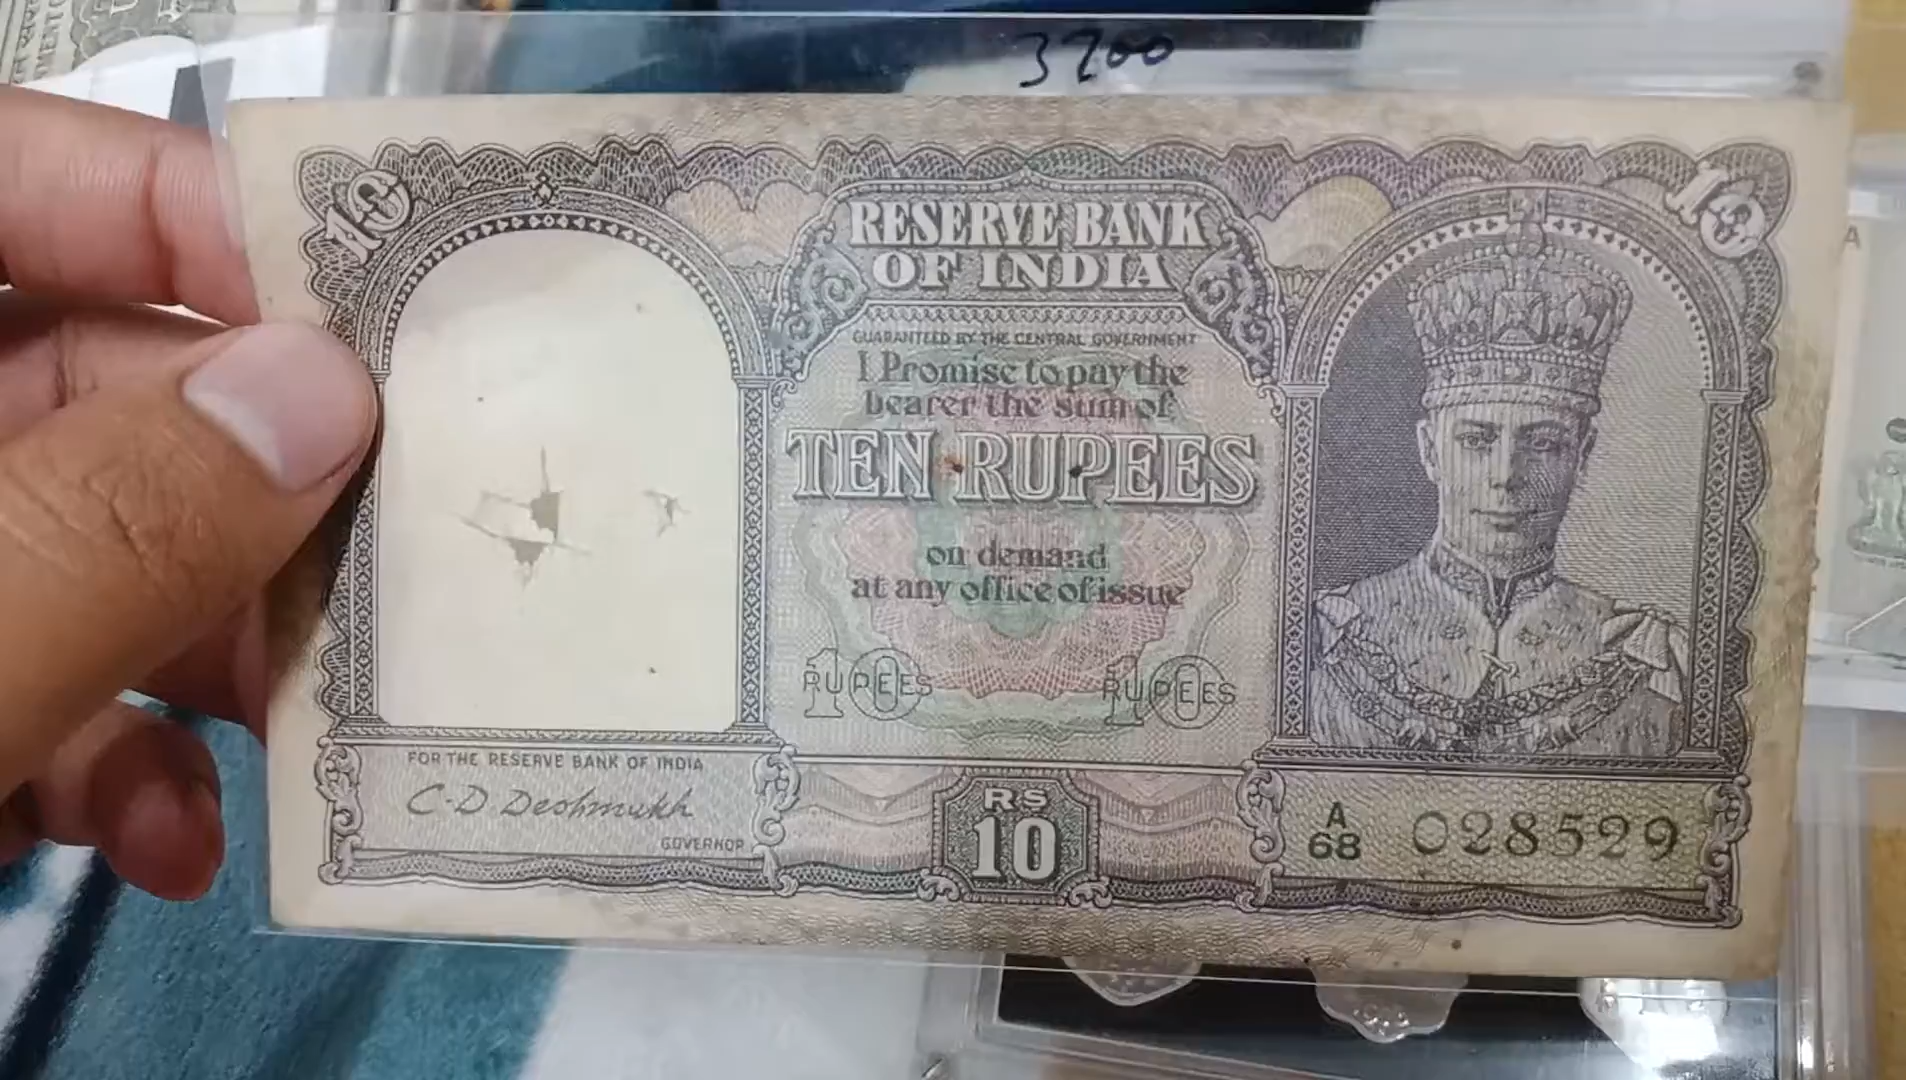 3200
10
10
RESERVE BANK
OF INDIA
GUARANTEED BY THE CENTRAL GOVERNMENT
I Promise to pay the
bearer the sum of
TEN RUPEES
on demand
at any office of issue
10 RUPEES
10 RUPEES
FOR THE RESERVE BANK OF INDIA
C.D. Deshmukh
GOVERNOR
RS
10
A
68 028529
A